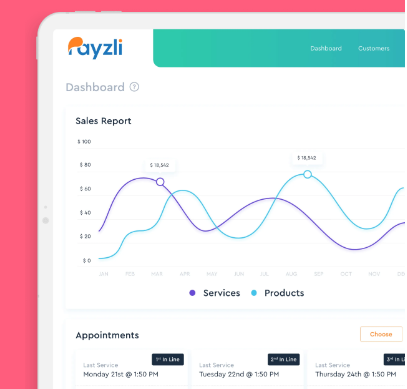 rayzli
Dashboard Customers
Dashboard ?
Sales Report
$ 100
$ 80
$ 60
$ 40
$ 20
$ 0
$ 18,542
$ 18,542
JAN FEB MAR APR MAY JUN JUL AUG SEP OCT NOV
Services Products
Appointments
Choose
1st In Line
2nd In Line
3rd In L
Last Service
Monday 21st @ 1:50 PM
Last Service
Tuesday 22nd @ 1:50 PM
Last Service
Thursday 24th @ 1:50 PM